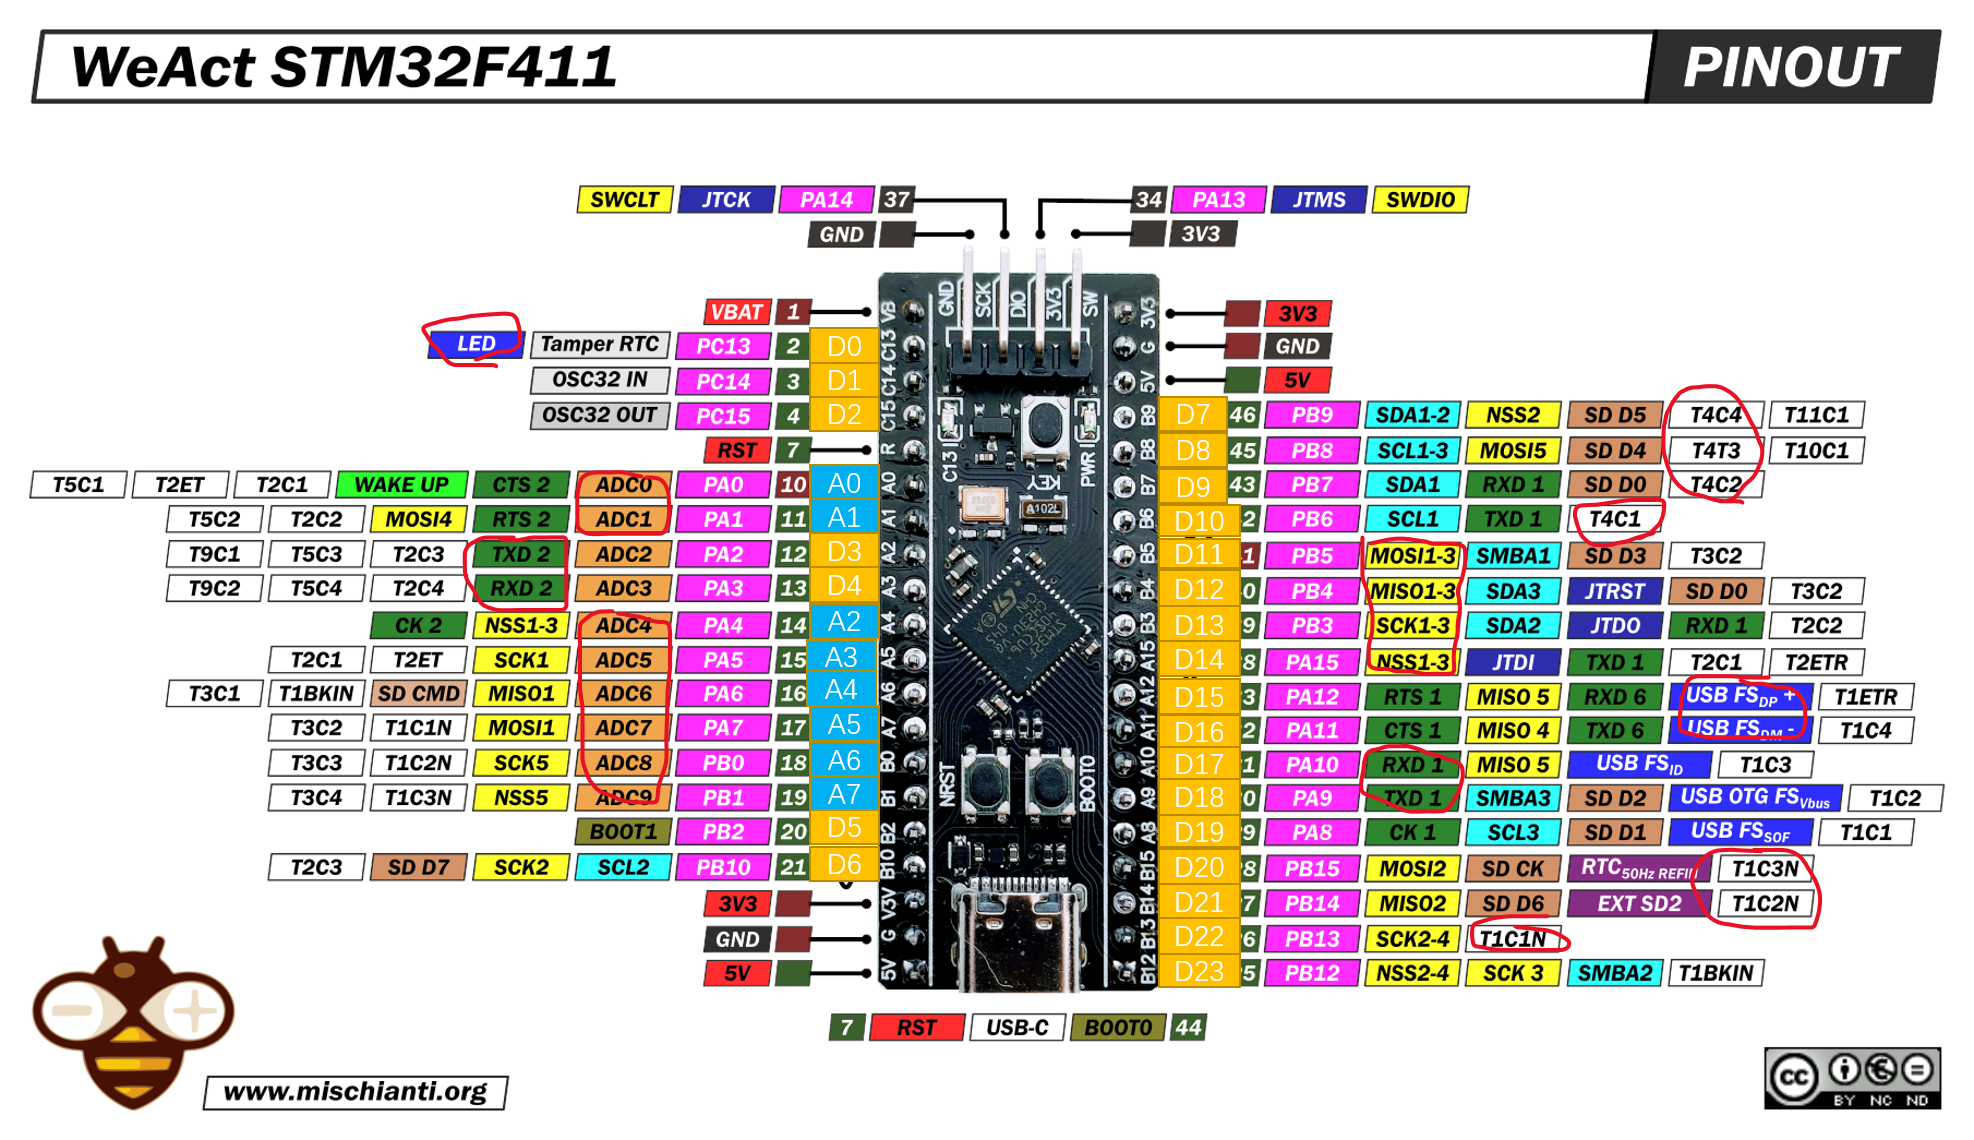 WeAct STM32F411 PINOUT
SWCLT JTCK PA14 37 34 PA13 JTMS SWDIO
GND 3V3
GND SCK DIO 3V3 SW
VBAT 1 VB 3V3 3V3
LED Tamper RTC PC13 2 D0 C13 G GND
OSC32 IN PC14 3 D1 C14 5V 5V
OSC32 OUT PC15 4 D2 C15 B9 D7 46 PB9 SDA1-2 NSS2 SD D5 T4C4 T11C1
RST 7 R C13 PWR B8 D8 45 PB8 SCL1-3 MOSI5 SD D4 T4T3 T10C1
T5C1 T2ET T2C1 WAKE UP CTS 2 ADC0 PA0 10 A0 A0 KEY B7 D9 43 PB7 SDA1 RXD 1 SD D0 T4C2
T5C2 T2C2 MOSI4 RTS 2 ADC1 PA1 11 A1 A1 A102L B6 D10 2 PB6 SCL1 TXD 1 T4C1
T9C1 T5C3 T2C3 TXD 2 ADC2 PA2 12 D3 A2 B5 D11 1 PB5 MOSI1-3 SMBA1 SD D3 T3C2
T9C2 T5C4 T2C4 RXD 2 ADC3 PA3 13 D4 A3 B4 D12 0 PB4 MISO1-3 SDA3 JTRST SD D0 T3C2
CK 2 NSS1-3 ADC4 PA4 14 A2 A4 B3 D13 9 PB3 SCK1-3 SDA2 JTDO RXD 1 T2C2
T2C1 T2ET SCK1 ADC5 PA5 15 A3 A5 A15 D14 8 PA15 NSS1-3 JTDI TXD 1 T2C1 T2ETR
T3C1 T1BKIN SD CMD MISO1 ADC6 PA6 16 A4 A6 A12 D15 3 PA12 RTS 1 MISO 5 RXD 6 USB FSDP + T1ETR
T3C2 T1C1N MOSI1 ADC7 PA7 17 A5 A7 A11 D16 2 PA11 CTS 1 MISO 4 TXD 6 USB FSDM - T1C4
T3C3 T1C2N SCK5 ADC8 PB0 18 A6 B0 NRST BOOT0 A10 D17 1 PA10 RXD 1 MISO 5 USB FSID T1C3
T3C4 T1C3N NSS5 ADC9 PB1 19 A7 B1 A9 D18 0 PA9 TXD 1 SMBA3 SD D2 USB OTG FSVbus T1C2
BOOT1 PB2 20 D5 B2 A8 D19 9 PA8 CK 1 SCL3 SD D1 USB FSSOF T1C1
T2C3 SD D7 SCK2 SCL2 PB10 21 D6 B10 B15 D20 8 PB15 MOSI2 SD CK RTC50Hz REFIN T1C3N
3V3 V3V B14 D21 7 PB14 MISO2 SD D6 EXT SD2 T1C2N
GND G B13 D22 6 PB13 SCK2-4 T1C1N
5V 5V B12 D23 5 PB12 NSS2-4 SCK 3 SMBA2 T1BKIN
7 RST USB-C BOOT0 44
www.mischianti.org
cc BY NC ND